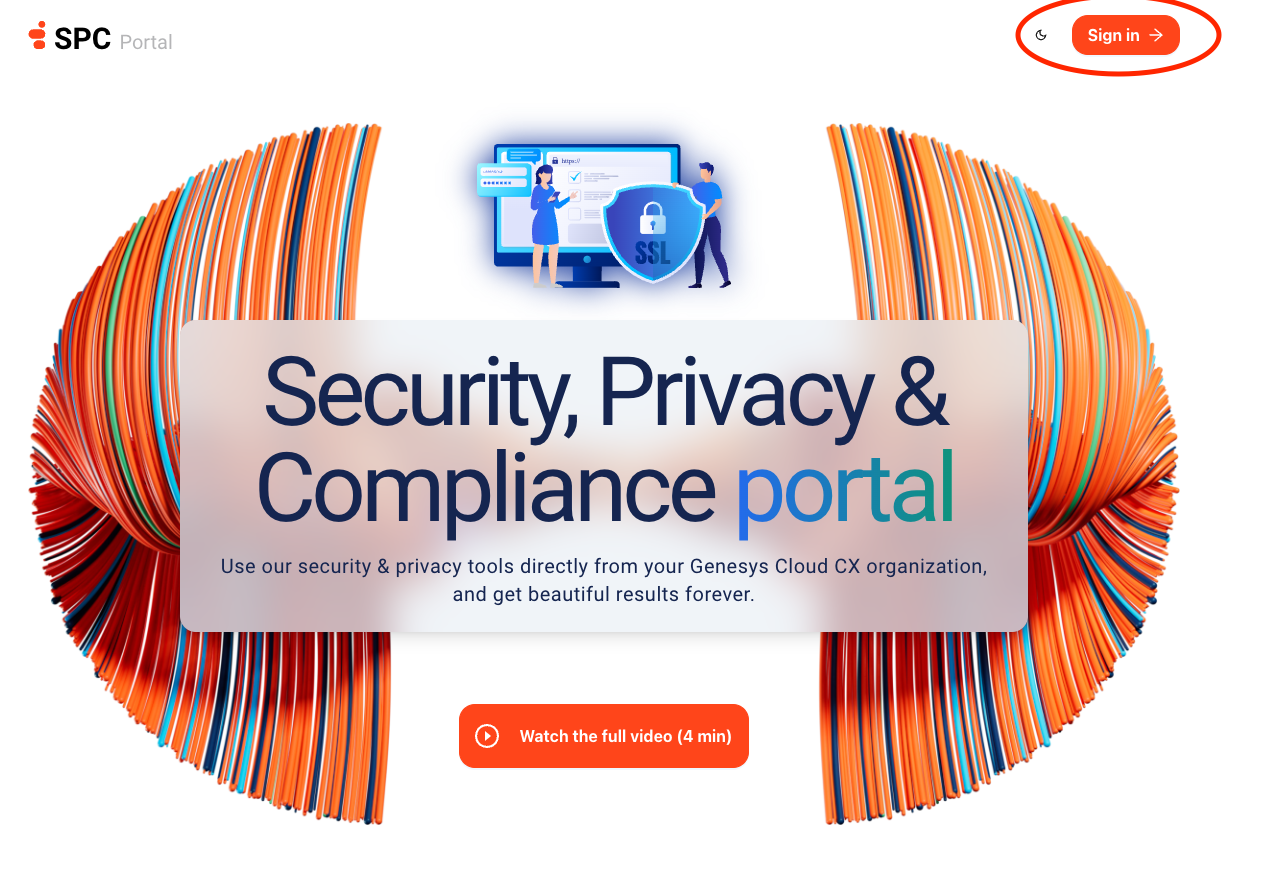 SPC Portal
Sign in
https://
SSL
Security, Privacy &
Compliance portal
Use our security & privacy tools directly from your Genesys Cloud CX organization,
and get beautiful results forever.
Watch the full video (4 min)